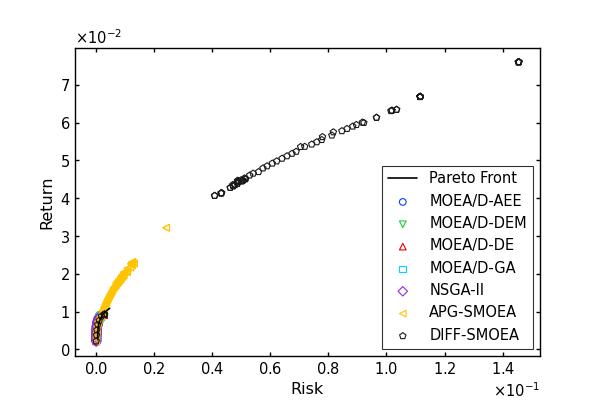 ×10⁻²
7
6
5
4
3
2
1
0
Return
0.0 0.2 0.4 0.6 0.8 1.0 1.2 1.4
Risk
×10⁻¹
Pareto Front
MOEA/D-AEE
MOEA/D-DEM
MOEA/D-DE
MOEA/D-GA
NSGA-II
APG-SMOEA
DIFF-SMOEA